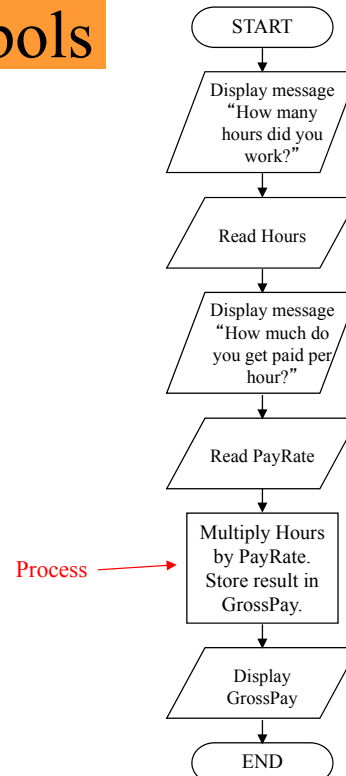 START
Display message
“How many
hours did you
work?”
Read Hours
Display message
“How much do
you get paid per
hour?”
Read PayRate
Process
Multiply Hours
by PayRate.
Store result in
GrossPay.
Display
GrossPay
END